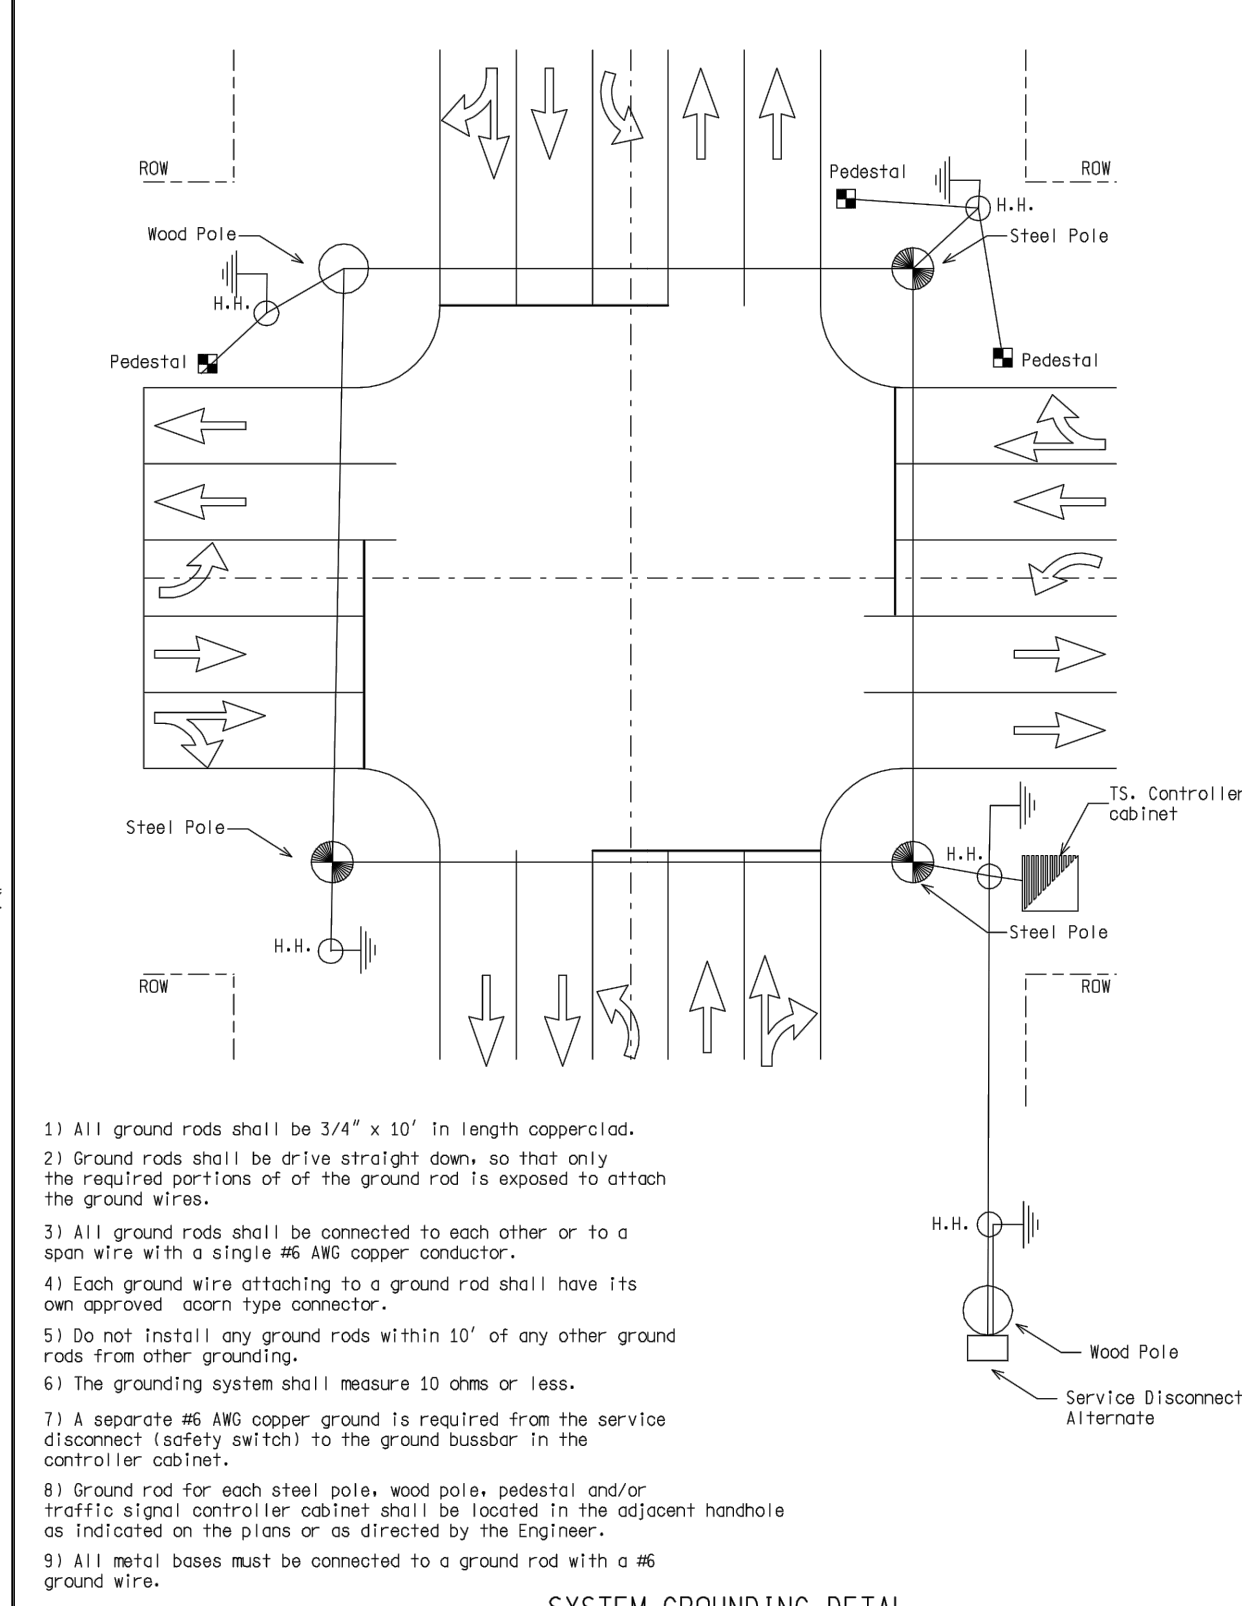 Pedestal
ROW
ROW
H.H.
Wood Pole
Steel Pole
H.H.
Pedestal
Pedestal
TS. Controller
cabinet
Steel Pole
H.H.
Steel Pole
H.H.
ROW
ROW
1) All ground rods shall be 3/4" x 10' in length copperclad.
2) Ground rods shall be drive straight down, so that only
the required portions of of the ground rod is exposed to attach
the ground wires.
3) All ground rods shall be connected to each other or to a
span wire with a single #6 AWG copper conductor.
4) Each ground wire attaching to a ground rod shall have its
own approved acorn type connector.
5) Do not install any ground rods within 10' of any other ground
rods from other grounding.
6) The grounding system shall measure 10 ohms or less.
7) A separate #6 AWG copper ground is required from the service
disconnect (safety switch) to the ground bussbar in the
controller cabinet.
8) Ground rod for each steel pole, wood pole, pedestal and/or
traffic signal controller cabinet shall be located in the adjacent handhole
as indicated on the plans or as directed by the Engineer.
9) All metal bases must be connected to a ground rod with a #6
ground wire.
H.H.
Wood Pole
Service Disconnect
Alternate
SYSTEM GROUNDING DETAL